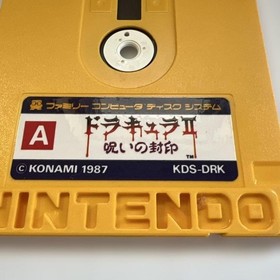 ファミリー コンピュータ ディスク システム
A
ドラキュラII
呪いの封印
TM
© KONAMI 1987
KDS-DRK
NINTENDO